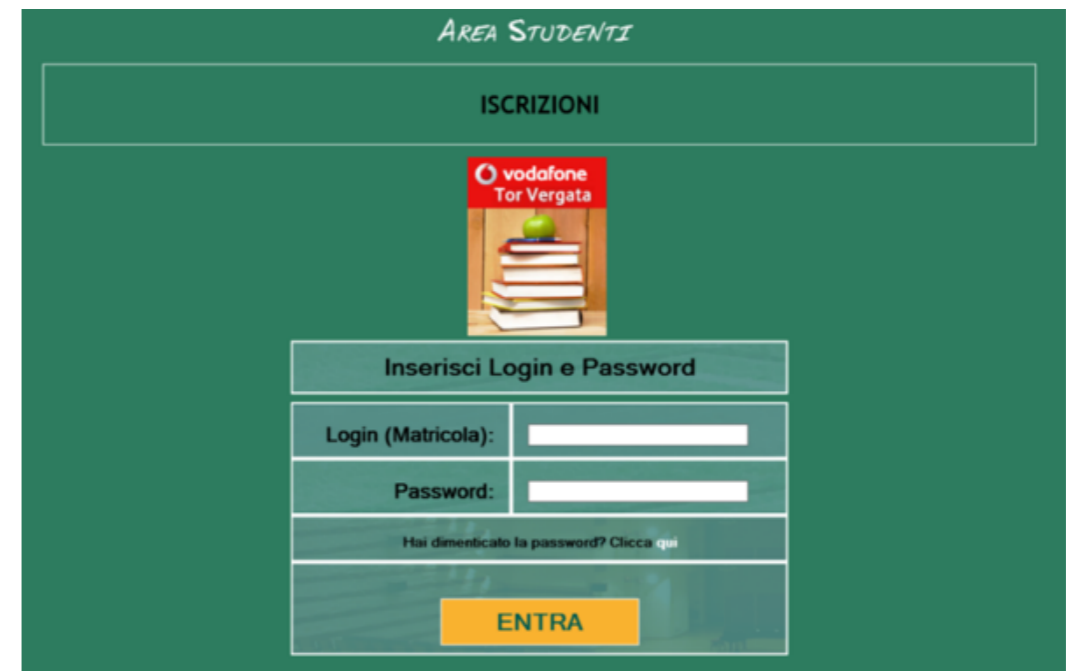 AREA STUDENTI
ISCRIZIONI
vodafone
Tor Vergata
Inserisci Login e Password
Login (Matricola):
Password:
Hai dimenticato la password? Clicca qui
ENTRA